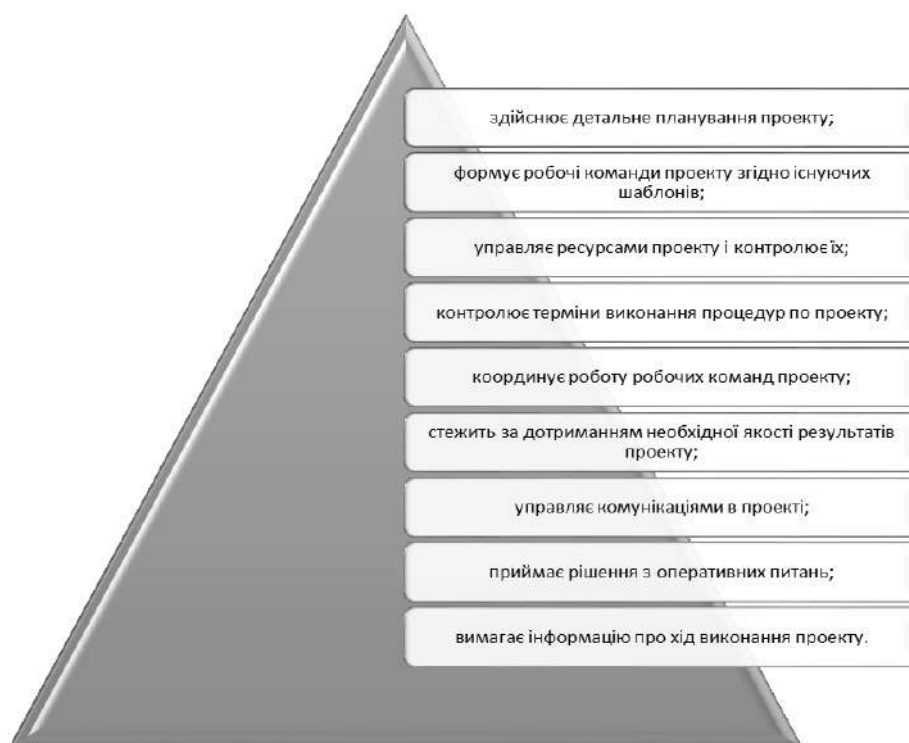 здійснює детальне планування проекту;
формує робочі команди проекту згідно існуючих
шаблонів;
управляє ресурсами проекту і контролює їх;
контролює терміни виконання процедур по проекту;
координує роботу робочих команд проекту;
стежить за дотриманням необхідної якості результатів
проекту;
управляє комунікаціями в проекті;
приймає рішення з оперативних питань;
вимагає інформацію про хід виконання проекту.